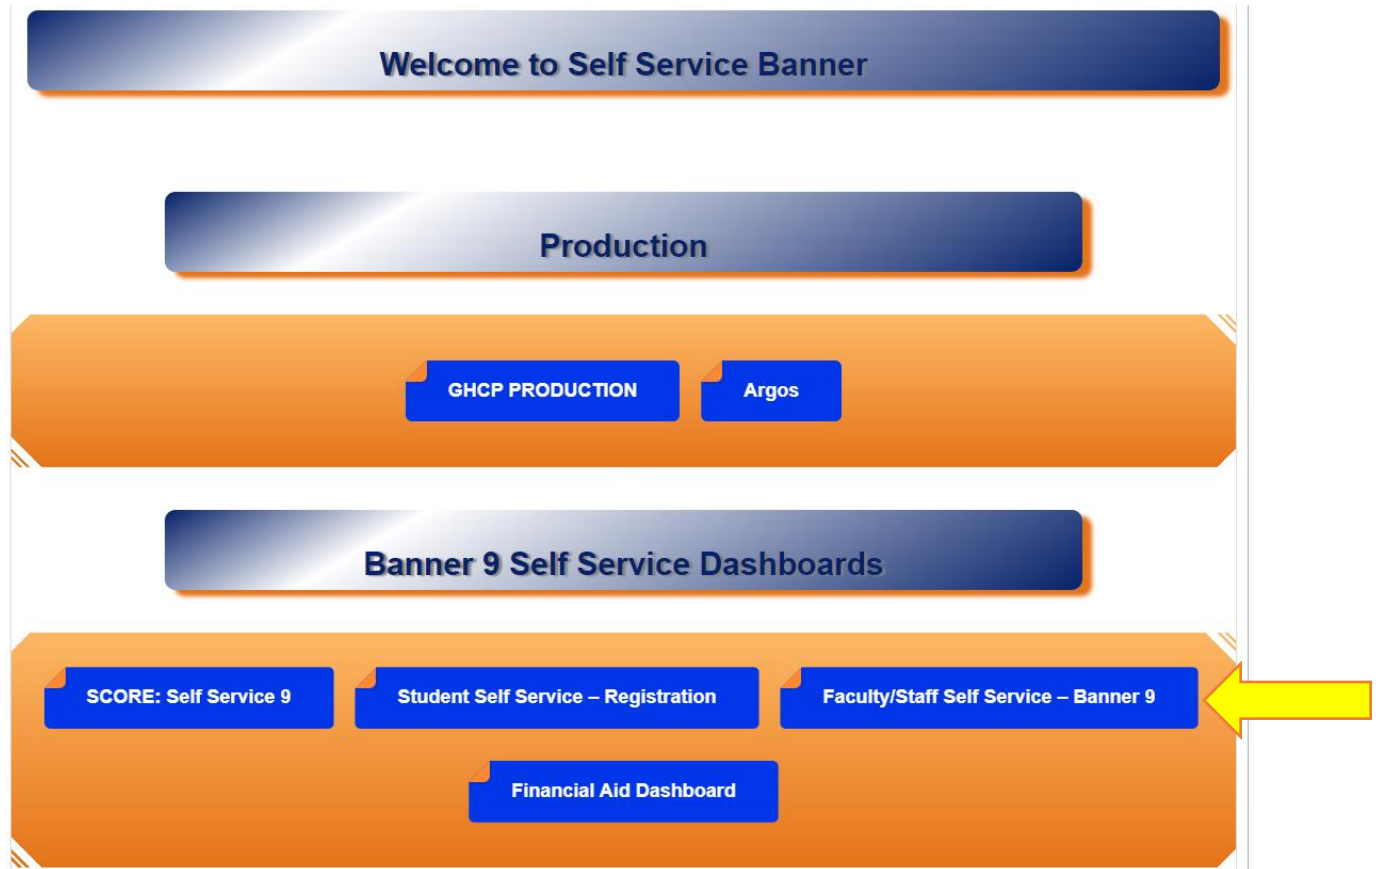 Welcome to Self Service Banner
Production
GHCP PRODUCTION
Argos
Banner 9 Self Service Dashboards
SCORE: Self Service 9
Student Self Service – Registration
Faculty/Staff Self Service – Banner 9
Financial Aid Dashboard